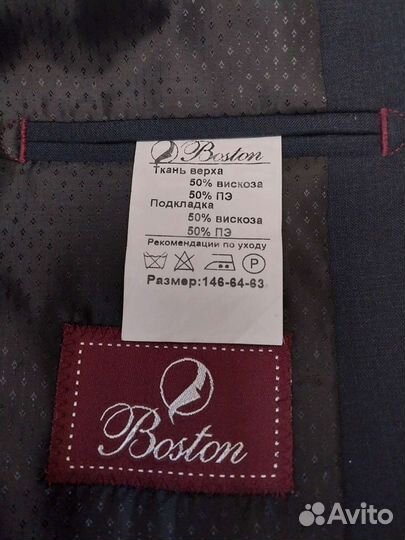 Boston
Ткань верха
50% вискоза
50% ПЭ
Подкладка
50% вискоза
50% ПЭ
Рекомендации по уходу
P
Размер:146-64-63
Boston
Avito